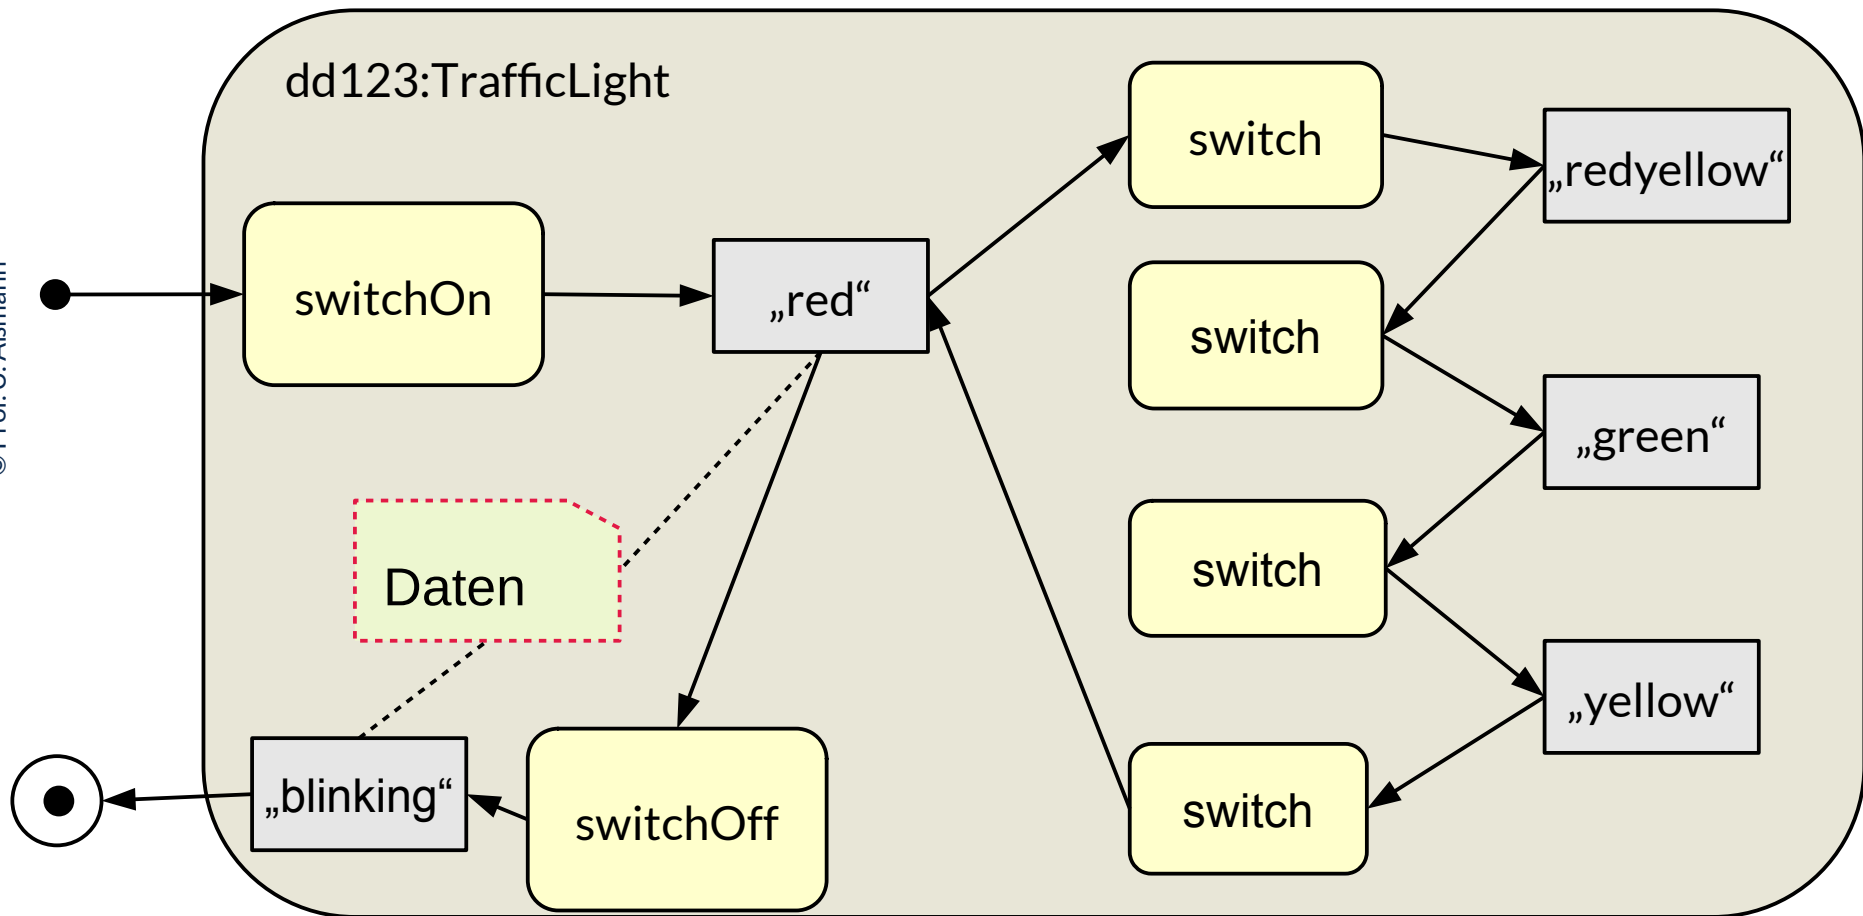 dd123:TrafficLight
switch
„redyellow“
switchOn
„red“
switch
„green“
Daten
switch
„yellow“
„blinking“
switchOff
switch